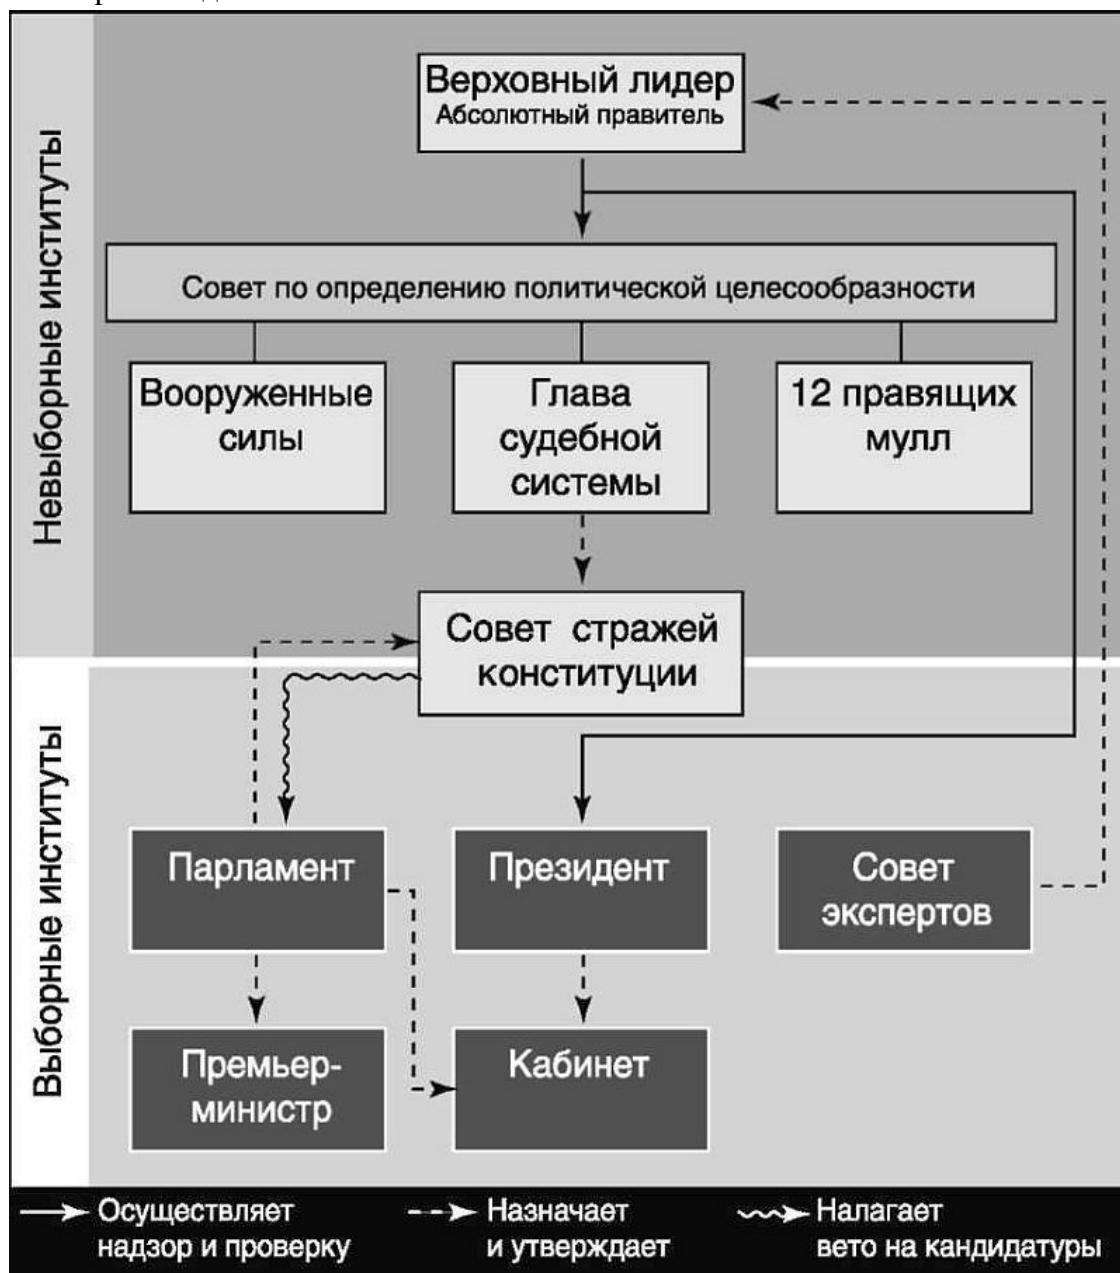 Верховный лидер
Абсолютный правитель
Невыборные институты
Совет по определению политической целесообразности
Вооруженные
силы
Глава
судебной
системы
12 правящих
мулл
Совет стражей
конституции
Выборные институты
Парламент
Президент
Совет
экспертов
Премьер-
министр
Кабинет
Осуществляет
надзор и проверку
Назначает
и утверждает
Налагает
вето на кандидатуры